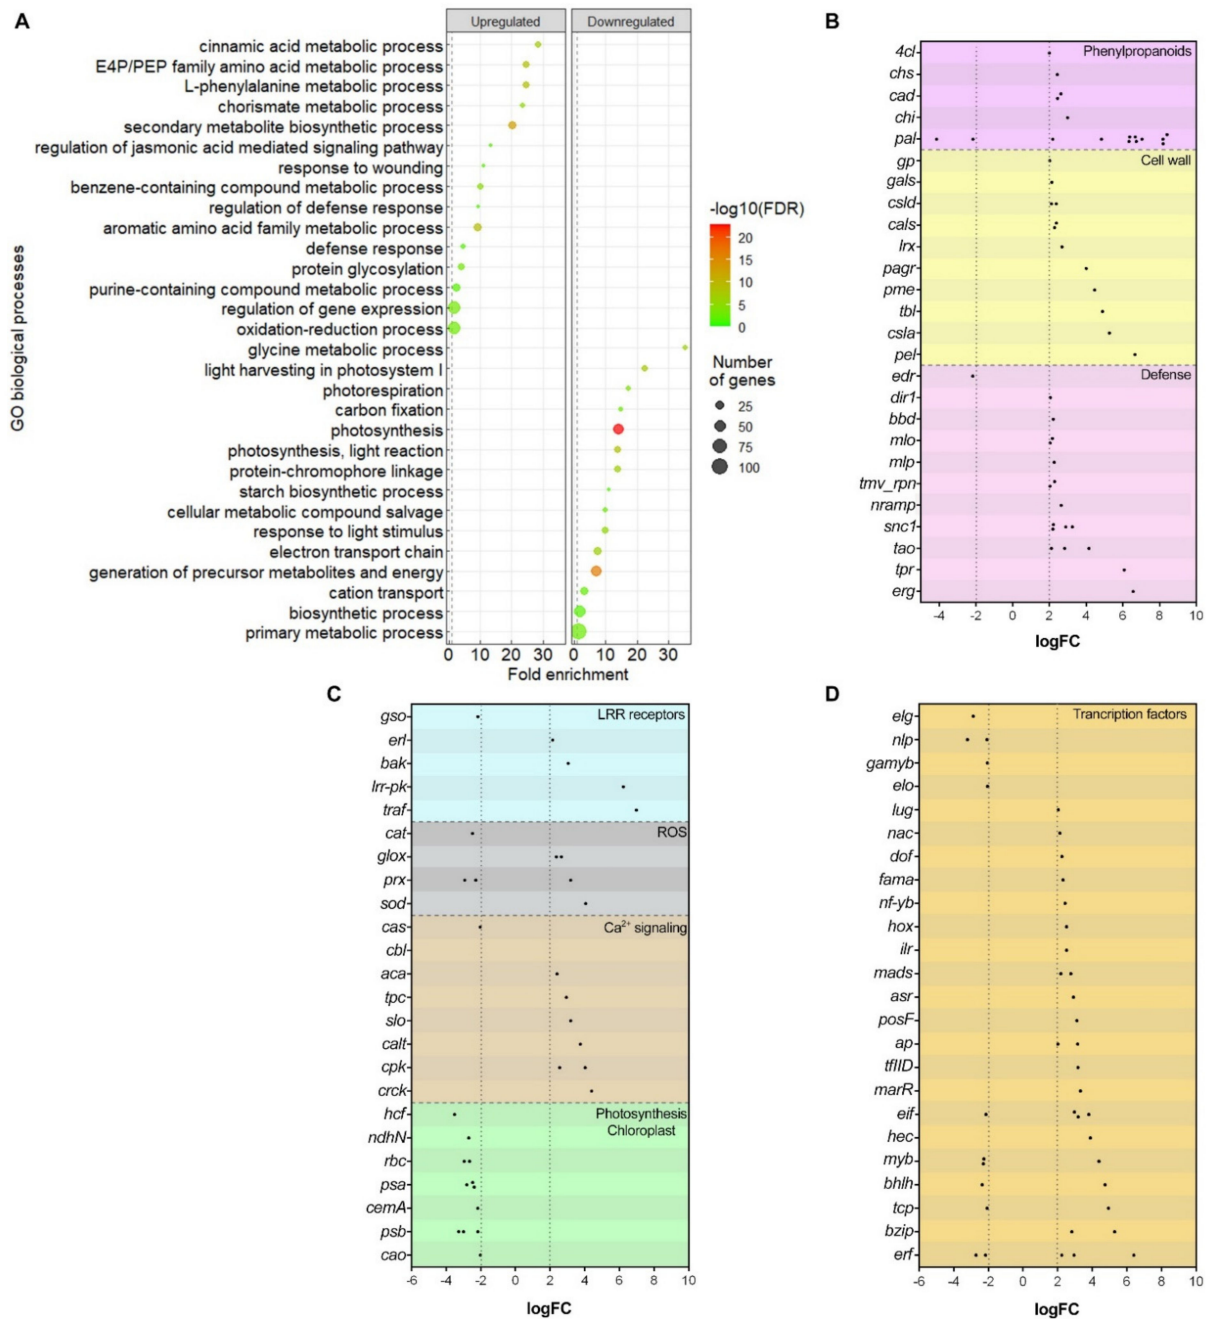 A
Upregulated
Downregulated
GO biological processes
cinnamic acid metabolic process
E4P/PEP family amino acid metabolic process
L-phenylalanine metabolic process
chorismate metabolic process
secondary metabolite biosynthetic process
regulation of jasmonic acid mediated signaling pathway
response to wounding
benzene-containing compound metabolic process
regulation of defense response
aromatic amino acid family metabolic process
defense response
protein glycosylation
purine-containing compound metabolic process
regulation of gene expression
oxidation-reduction process
glycine metabolic process
light harvesting in photosystem I
photorespiration
carbon fixation
photosynthesis
photosynthesis, light reaction
protein-chromophore linkage
starch biosynthetic process
cellular metabolic compound salvage
response to light stimulus
electron transport chain
generation of precursor metabolites and energy
cation transport
biosynthetic process
primary metabolic process
0 10 20 30 0 10 20 30
Fold enrichment
-log10(FDR)
20
15
10
5
0
Number
of genes
25
50
75
100
B
4cl
Phenylpropanoids
chs
cad
chi
pal
gp
Cell wall
gals
csld
cals
lrx
pagr
pme
tbl
csla
pel
edr
Defense
dir1
bbd
mlo
mlp
tmv_rpn
nramp
snc1
tao
tpr
erg
-4 -2 0 2 4 6 8 10
logFC
C
gso
LRR receptors
erl
bak
lrr-pk
traf
cat
ROS
glox
prx
sod
cas
Ca2+ signaling
cbl
aca
tpc
slo
calt
cpk
crck
hcf
Photosynthesis
Chloroplast
ndhN
rbc
psa
cemA
psb
cao
-6 -4 -2 0 2 4 6 8 10
logFC
D
elg
Trancription factors
nlp
gamyb
elo
lug
nac
dof
fama
nf-yb
hox
ilr
mads
asr
posF
ap
tfIID
marR
eif
hec
myb
bhlh
tcp
bzip
erf
-6 -4 -2 0 2 4 6 8 10
logFC